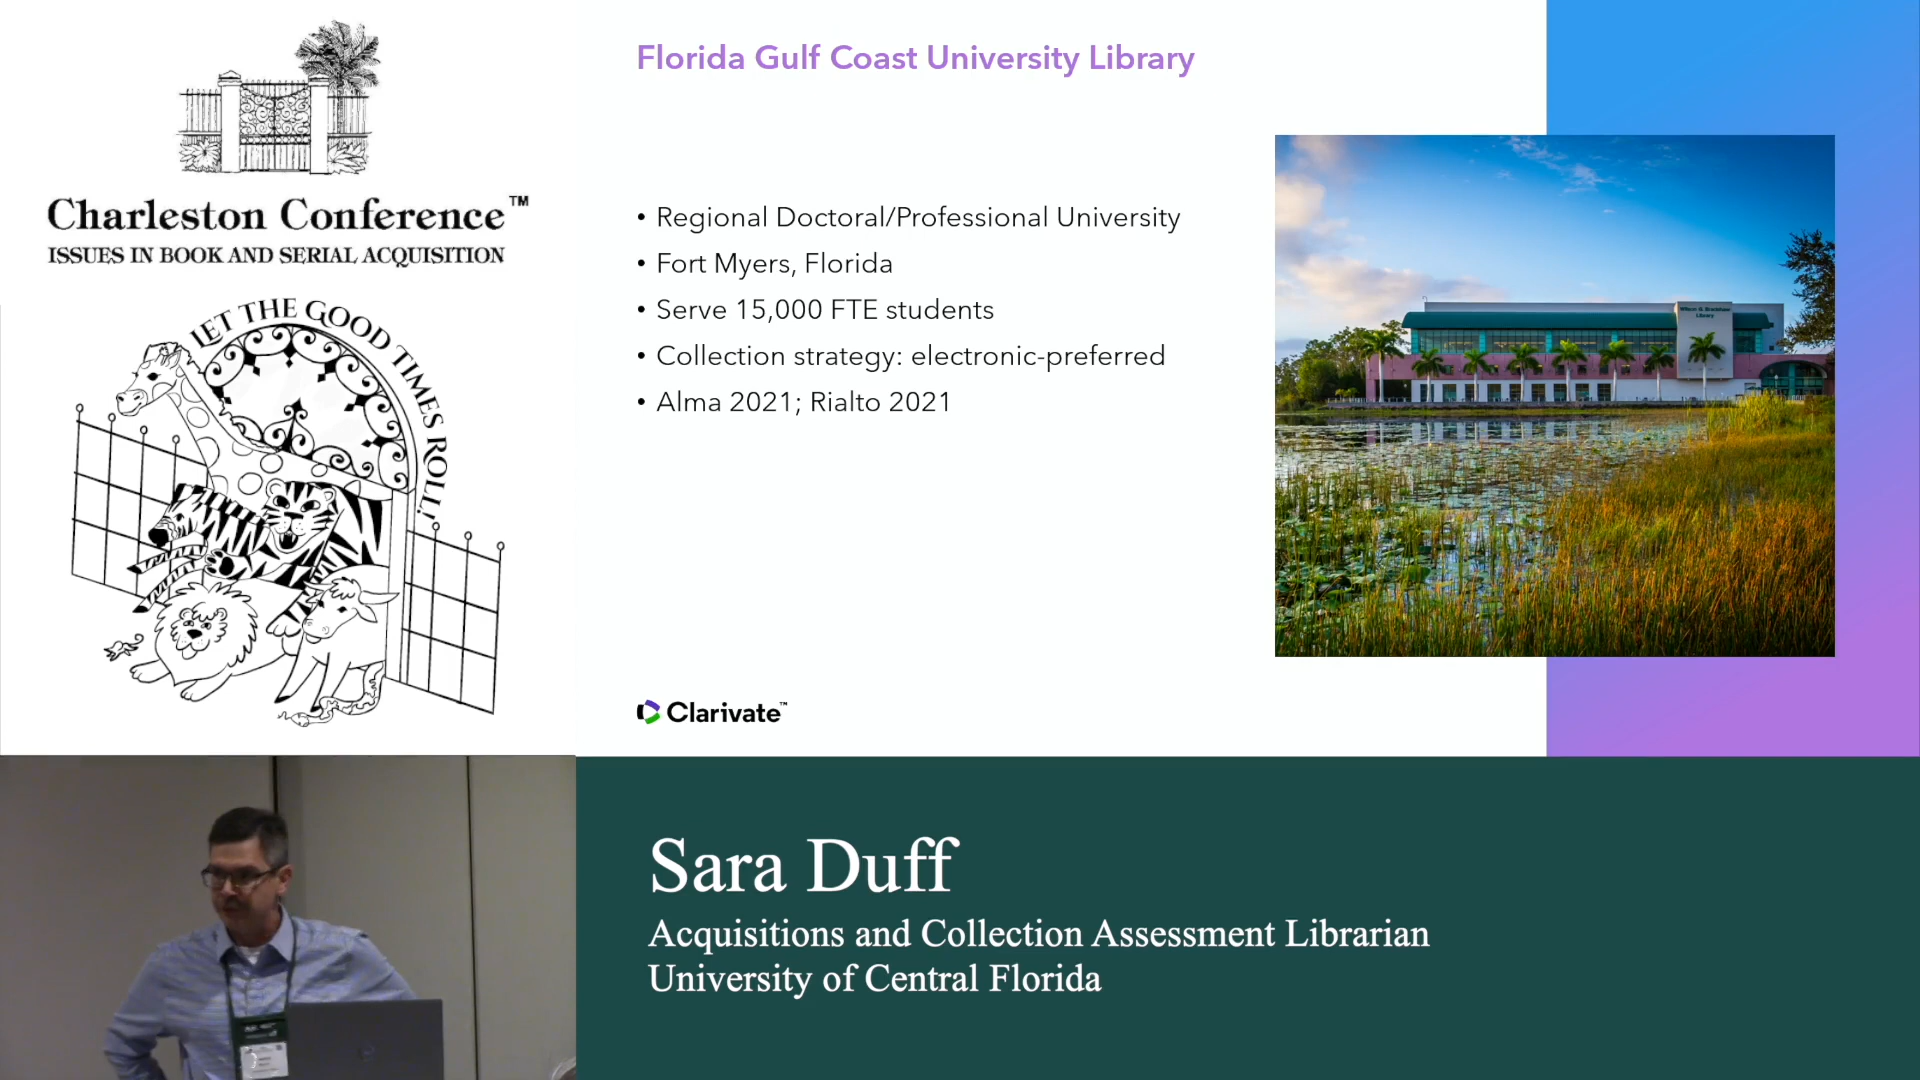 Charleston Conference™
ISSUES IN BOOK AND SERIAL ACQUISITION
LET THE GOOD TIMES ROLL!
Florida Gulf Coast University Library
• Regional Doctoral/Professional University
• Fort Myers, Florida
• Serve 15,000 FTE students
• Collection strategy: electronic-preferred
• Alma 2021; Rialto 2021
Library
Clarivate™
Sara Duff
Acquisitions and Collection Assessment Librarian
University of Central Florida